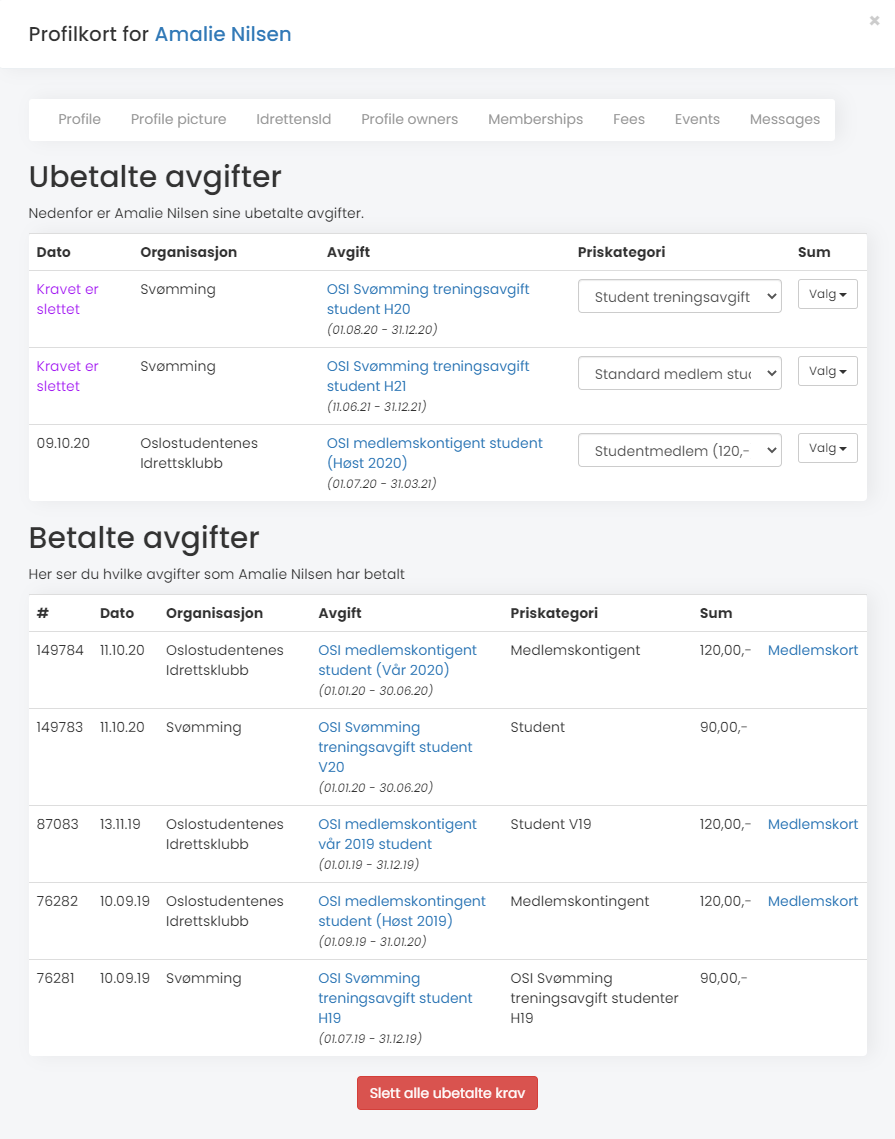 Profilkort for Amalie Nilsen
×
Profile Profile picture IdrettensId Profile owners Memberships Fees Events Messages
Ubetalte avgifter
Nedenfor er Amalie Nilsen sine ubetalte avgifter.
Dato Organisasjon Avgift Priskategori Sum
Kravet er slettet Svømming OSI Svømming treningsavgift student H20 (01.08.20 - 31.12.20) Student treningsavgift Valg
Kravet er slettet Svømming OSI Svømming treningsavgift student H21 (11.06.21 - 31.12.21) Standard medlem stu Valg
09.10.20 Oslostudentenes Idrettsklubb OSI medlemskontigent student (Høst 2020) (01.07.20 - 31.03.21) Studentmedlem (120,- Valg
Betalte avgifter
Her ser du hvilke avgifter som Amalie Nilsen har betalt
# Dato Organisasjon Avgift Priskategori Sum
149784 11.10.20 Oslostudentenes Idrettsklubb OSI medlemskontigent student (Vår 2020) (01.01.20 - 30.06.20) Medlemskontigent 120,00,- Medlemskort
149783 11.10.20 Svømming OSI Svømming treningsavgift student V20 (01.01.20 - 30.06.20) Student 90,00,-
87083 13.11.19 Oslostudentenes Idrettsklubb OSI medlemskontigent vår 2019 student (01.01.19 - 31.12.19) Student V19 120,00,- Medlemskort
76282 10.09.19 Oslostudentenes Idrettsklubb OSI medlemskontingent student (Høst 2019) (01.09.19 - 31.01.20) Medlemskontingent 120,00,- Medlemskort
76281 10.09.19 Svømming OSI Svømming treningsavgift student H19 (01.07.19 - 31.12.19) OSI Svømming treningsavgift studenter H19 90,00,-
Slett alle ubetalte krav